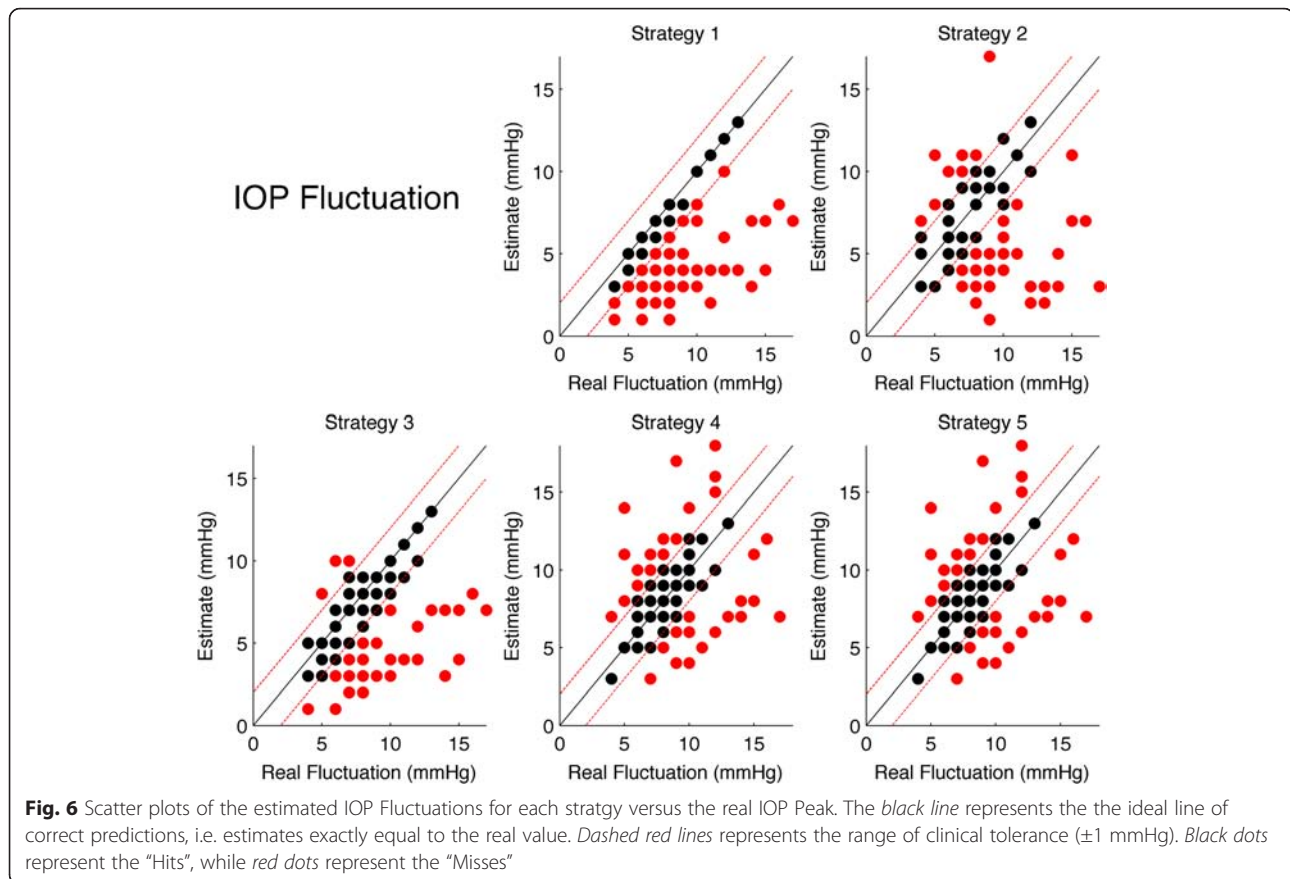 Strategy 1
Strategy 2
IOP Fluctuation
Estimate (mmHg)
15
10
5
0
0 5 10 15
Real Fluctuation (mmHg)
Estimate (mmHg)
15
10
5
0
0 5 10 15
Real Fluctuation (mmHg)
Strategy 3
Strategy 4
Strategy 5
Estimate (mmHg)
15
10
5
0
0 5 10 15
Real Fluctuation (mmHg)
Estimate (mmHg)
15
10
5
0
0 5 10 15
Real Fluctuation (mmHg)
Estimate (mmHg)
15
10
5
0
0 5 10 15
Real Fluctuation (mmHg)
Fig. 6 Scatter plots of the estimated IOP Fluctuations for each stratgy versus the real IOP Peak. The black line represents the the ideal line of
correct predictions, i.e. estimates exactly equal to the real value. Dashed red lines represents the range of clinical tolerance (±1 mmHg). Black dots
represent the “Hits”, while red dots represent the “Misses”